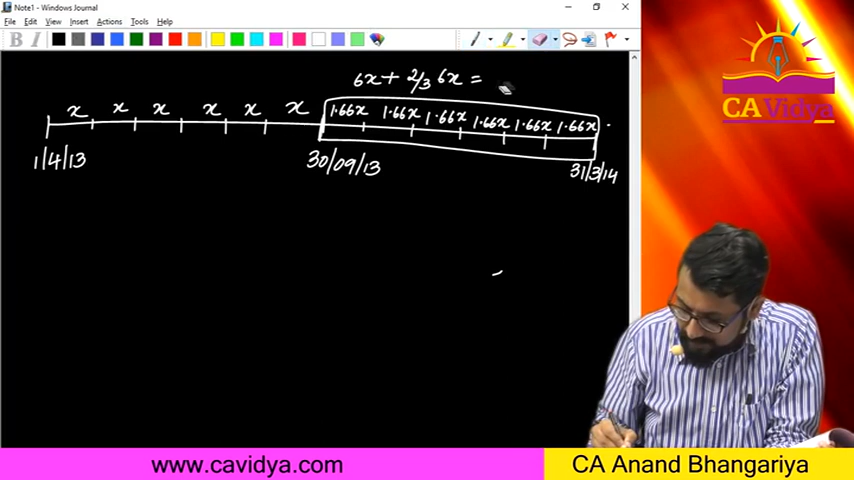 Note1 - Windows Journal
File Edit View Insert Actions Tools Help
B I
6x + 2/3 6x =
x x x x x x 1.66x 1.66x 1.66x 1.66x 1.66x 1.66x
1/4/13 30/09/13 31/3/14
CA Vidya
www.cavidya.com CA Anand Bhangariya